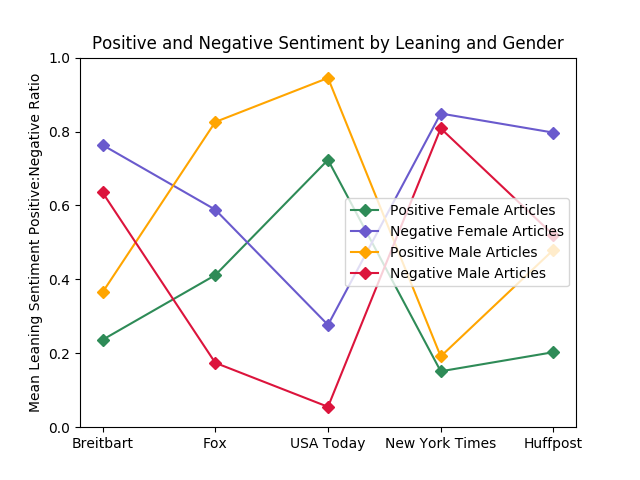 Positive and Negative Sentiment by Leaning and Gender
Mean Leaning Sentiment Positive:Negative Ratio
1.0
0.8
0.6
0.4
0.2
0.0
Positive Female Articles
Negative Female Articles
Positive Male Articles
Negative Male Articles
Breitbart
Fox
USA Today
New York Times
Huffpost